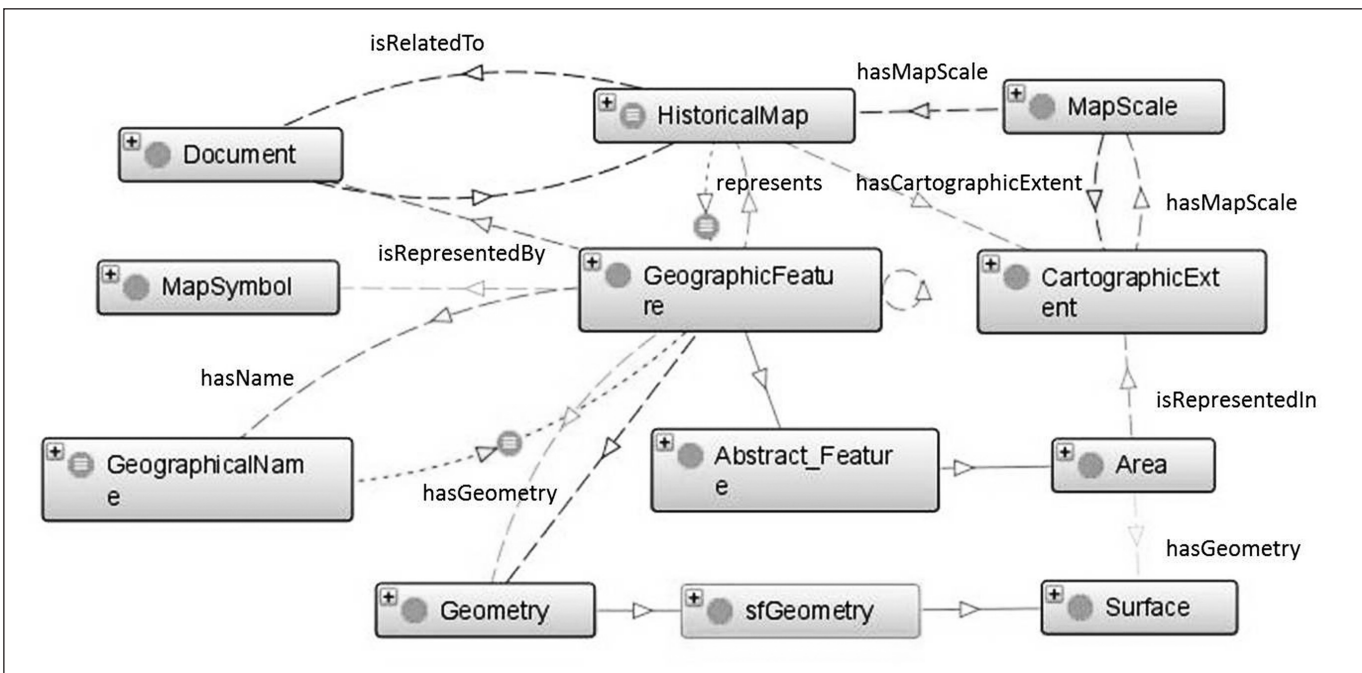 isRelatedTo
hasMapScale
HistoricalMap
MapScale
Document
represents
hasCartographicExtent
hasMapScale
isRepresentedBy
MapSymbol
GeographicFeatu
re
CartographicExt
ent
hasName
isRepresentedIn
GeographicalNam
e
Abstract_Featur
e
Area
hasGeometry
hasGeometry
Geometry
sfGeometry
Surface